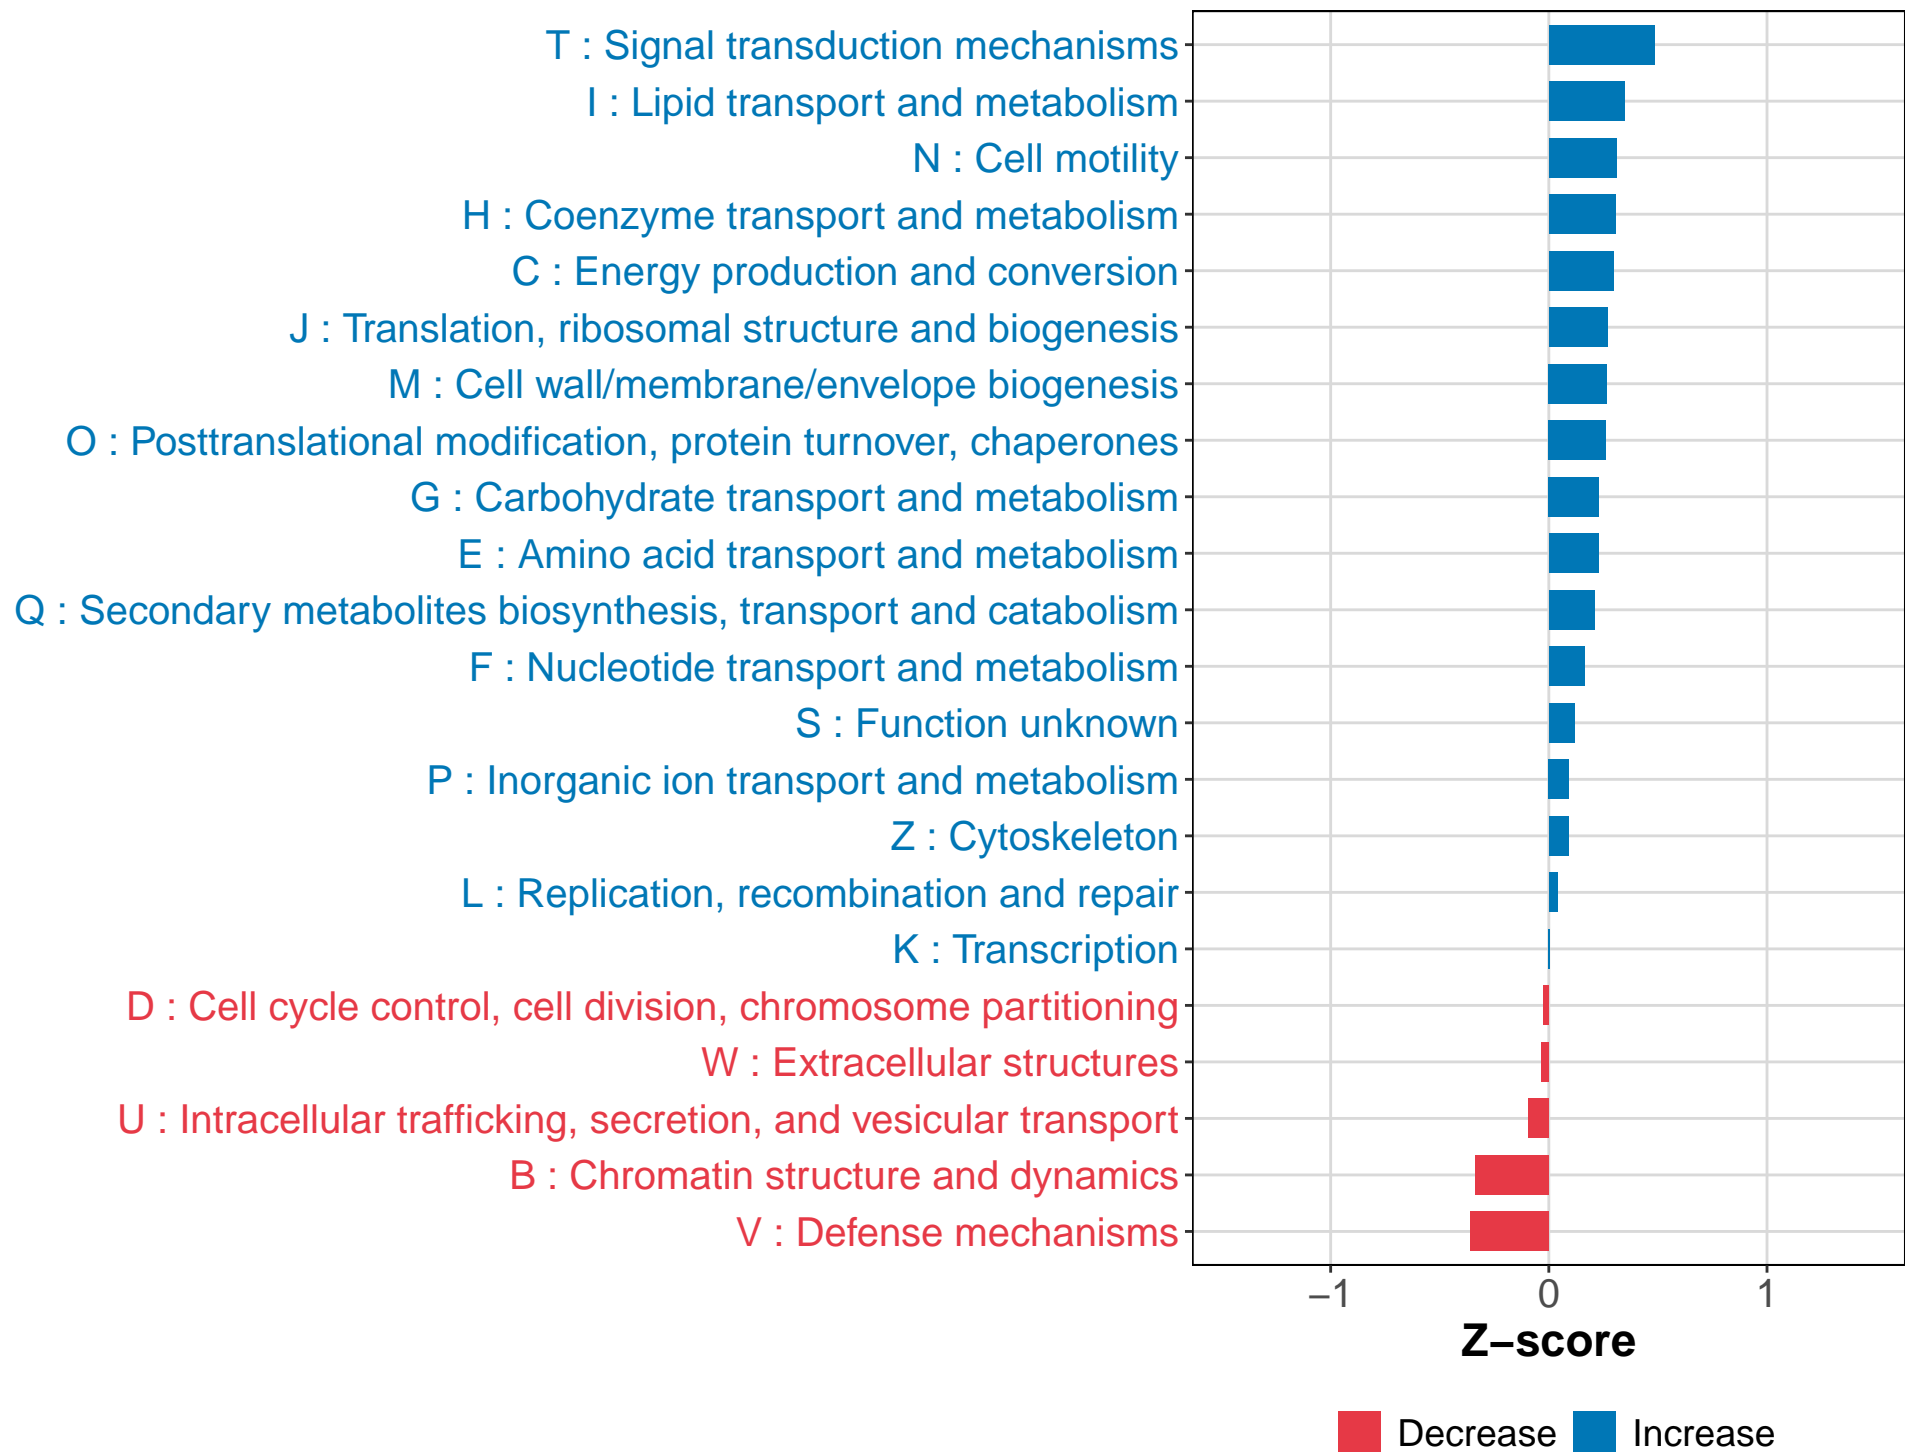 T : Signal transduction mechanisms
I : Lipid transport and metabolism
N : Cell motility
H : Coenzyme transport and metabolism
C : Energy production and conversion
J : Translation, ribosomal structure and biogenesis
M : Cell wall/membrane/envelope biogenesis
O : Posttranslational modification, protein turnover, chaperones
G : Carbohydrate transport and metabolism
E : Amino acid transport and metabolism
Q : Secondary metabolites biosynthesis, transport and catabolism
F : Nucleotide transport and metabolism
S : Function unknown
P : Inorganic ion transport and metabolism
Z : Cytoskeleton
L : Replication, recombination and repair
K : Transcription
D : Cell cycle control, cell division, chromosome partitioning
W : Extracellular structures
U : Intracellular trafficking, secretion, and vesicular transport
B : Chromatin structure and dynamics
V : Defense mechanisms
−1 0 1
Z−score
Decrease Increase